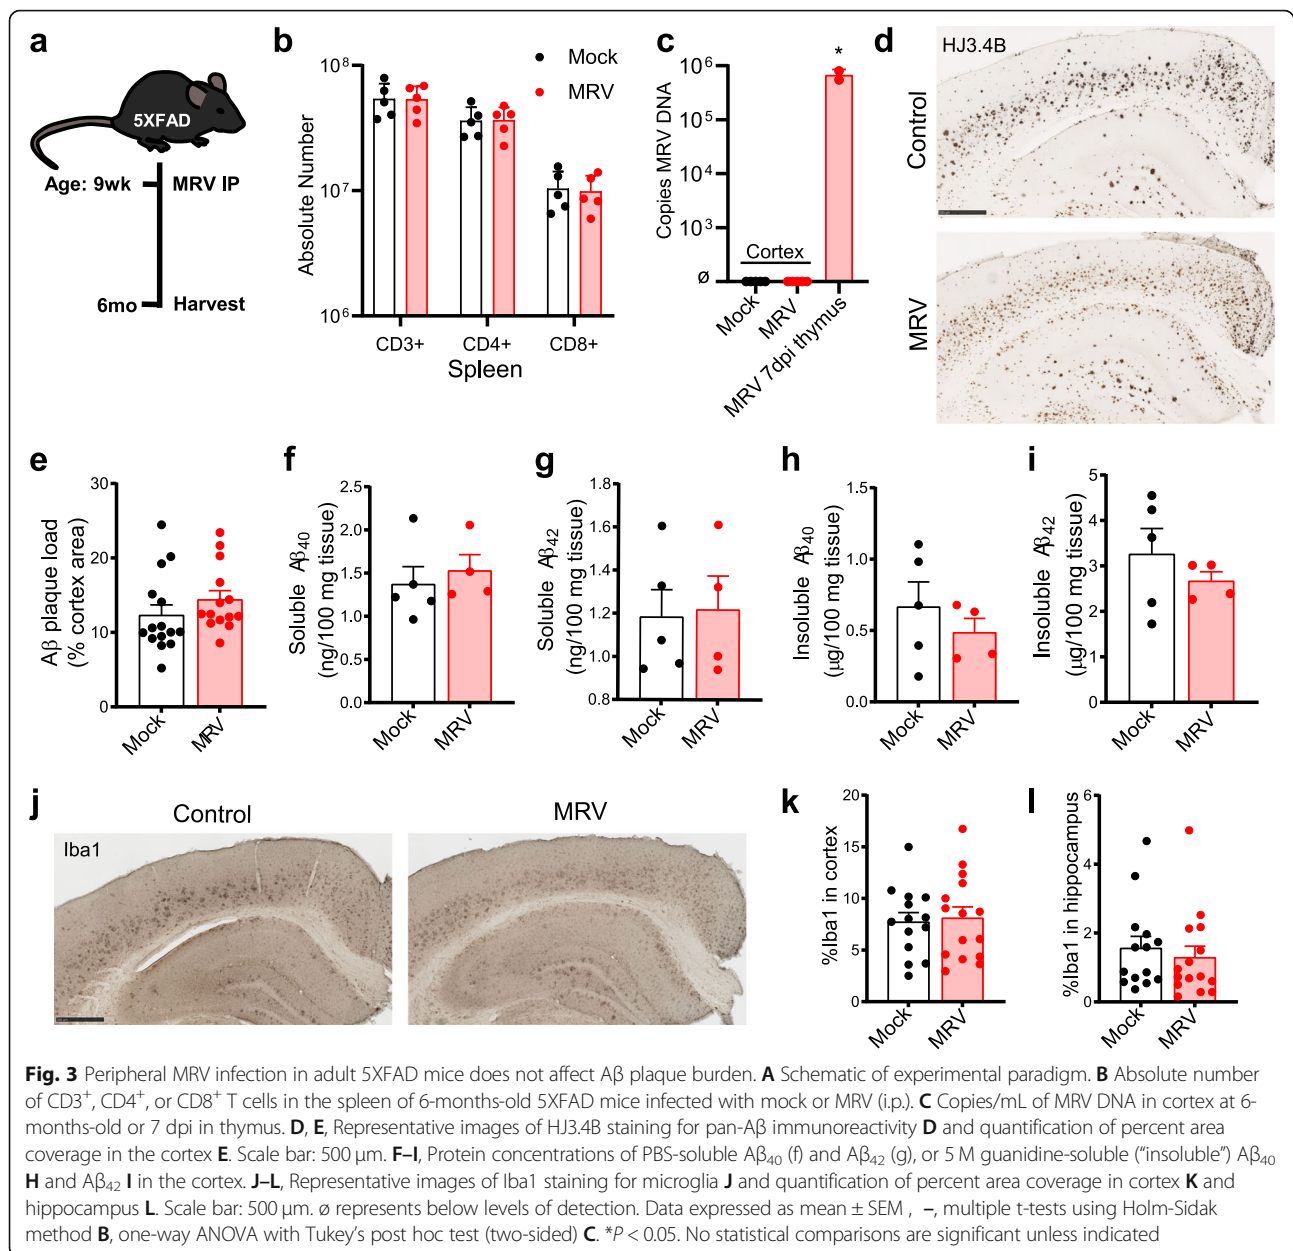 a
5XFAD
Age: 9wk
MRV IP
6mo
Harvest
b
Mock
MRV
Absolute Number
10⁸
10⁷
10⁶
CD3+
CD4+
CD8+
Spleen
c
*
Copies MRV DNA
10⁶
10⁵
10⁴
10³
ø
Cortex
Mock
MRV
MRV 7dpi thymus
d
HJ3.4B
Control
MRV
e
Aβ plaque load
(% cortex area)
30
20
10
0
Mock
MRV
f
Soluble Aβ₄₀
(ng/100 mg tissue)
2.5
2.0
1.5
1.0
0.5
0.0
Mock
MRV
g
Soluble Aβ₄₂
(ng/100 mg tissue)
1.8
1.6
1.4
1.2
1.0
0.8
Mock
MRV
h
Insoluble Aβ₄₀
(µg/100 mg tissue)
1.5
1.0
0.5
0.0
Mock
MRV
i
Insoluble Aβ₄₂
(µg/100 mg tissue)
5
4
3
2
1
0
Mock
MRV
j
Control
MRV
Iba1
k
%Iba1 in cortex
20
15
10
5
0
Mock
MRV
l
%Iba1 in hippocampus
6
4
2
0
Mock
MRV
Fig. 3 Peripheral MRV infection in adult 5XFAD mice does not affect Aβ plaque burden. A Schematic of experimental paradigm. B Absolute number
of CD3⁺, CD4⁺, or CD8⁺ T cells in the spleen of 6-months-old 5XFAD mice infected with mock or MRV (i.p.). C Copies/mL of MRV DNA in cortex at 6-
months-old or 7 dpi in thymus. D, E, Representative images of HJ3.4B staining for pan-Aβ immunoreactivity D and quantification of percent area
coverage in the cortex E. Scale bar: 500 µm. F–I, Protein concentrations of PBS-soluble Aβ₄₀ (f) and Aβ₄₂ (g), or 5 M guanidine-soluble (“insoluble”) Aβ₄₀
H and Aβ₄₂ I in the cortex. J–L, Representative images of Iba1 staining for microglia J and quantification of percent area coverage in cortex K and
hippocampus L. Scale bar: 500 µm. ø represents below levels of detection. Data expressed as mean ± SEM , –, multiple t-tests using Holm-Sidak
method B, one-way ANOVA with Tukey’s post hoc test (two-sided) C. *P < 0.05. No statistical comparisons are significant unless indicated